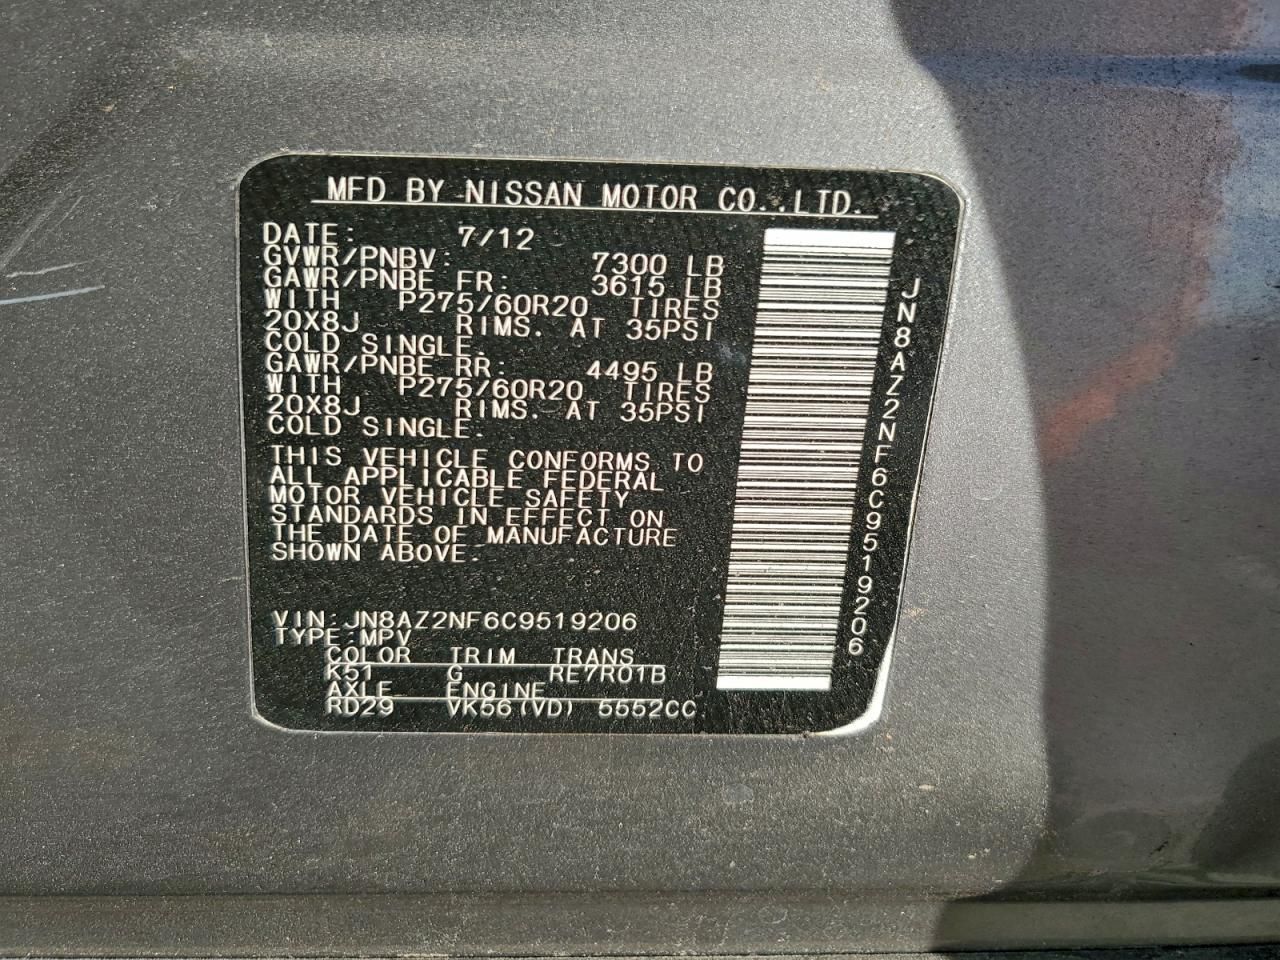 MFD BY NISSAN MOTOR CO.,LTD.
DATE: 7/12
GVWR/PNBV 7300 LB
GAWR/PNBE FR: 3615 LB
WITH P275/60R20 TIRES
20X8J RIMS. AT 35PSI
COLD SINGLE.
GAWR/PNBE RR: 4495 LB
WITH P275/60R20 TIRES
20X8J RIMS. AT 35PSI
COLD SINGLE.
THIS VEHICLE CONFORMS TO
ALL APPLICABLE FEDERAL
MOTOR VEHICLE SAFETY
STANDARDS IN EFFECT ON
THE DATE OF MANUFACTURE
SHOWN ABOVE.
VIN:JN8AZ2NF6C9519206
TYPE:MPV
COLOR TRIM TRANS
K51 G RE7R01B
AXLE ENGINE
RD29 VK56(VD) 5552CC
JN8AZ2NF6C9519206